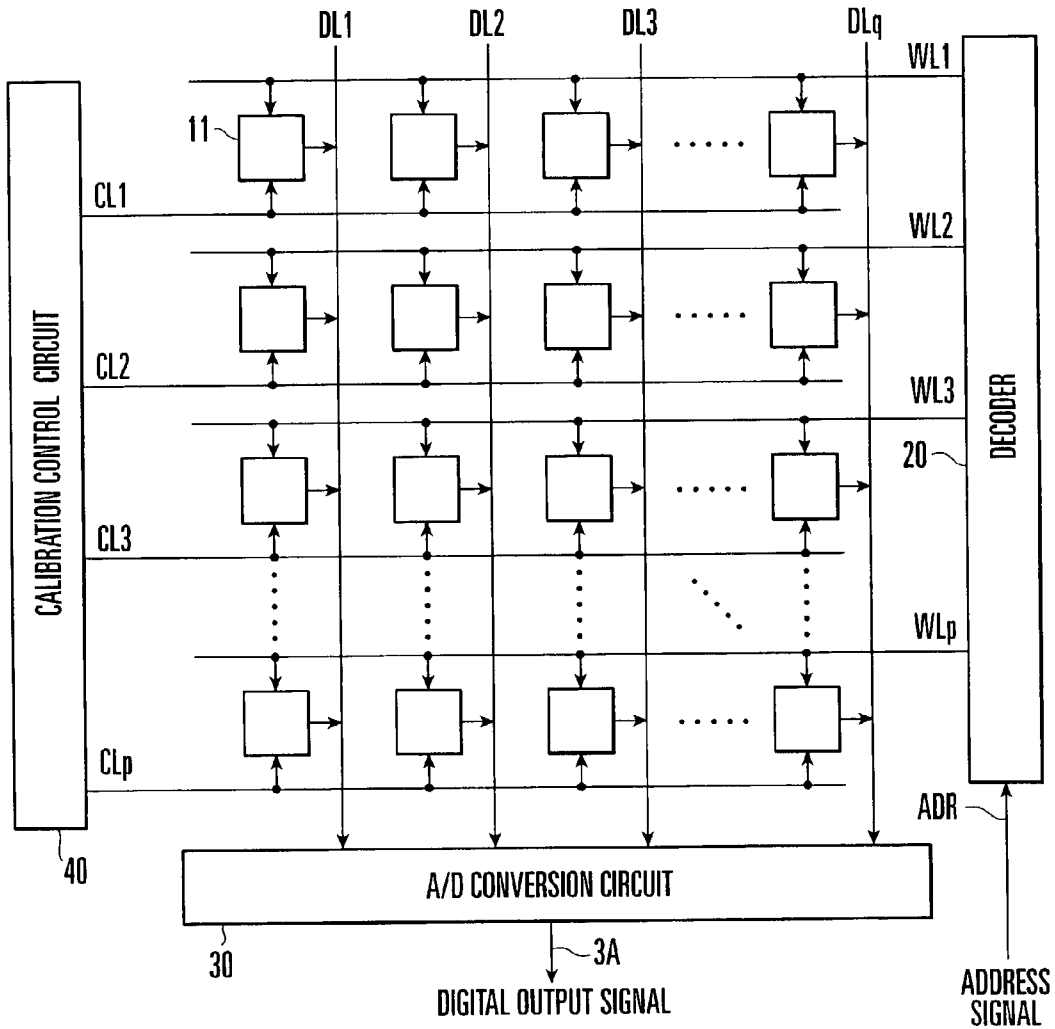 DL1 DL2 DL3 DLq
WL1
11
CL1
WL2
CL2
WL3
20
CL3
WLp
CLp
CALIBRATION CONTROL CIRCUIT
DECODER
40
ADR
A/D CONVERSION CIRCUIT
30
3A
DIGITAL OUTPUT SIGNAL
ADDRESS
SIGNAL